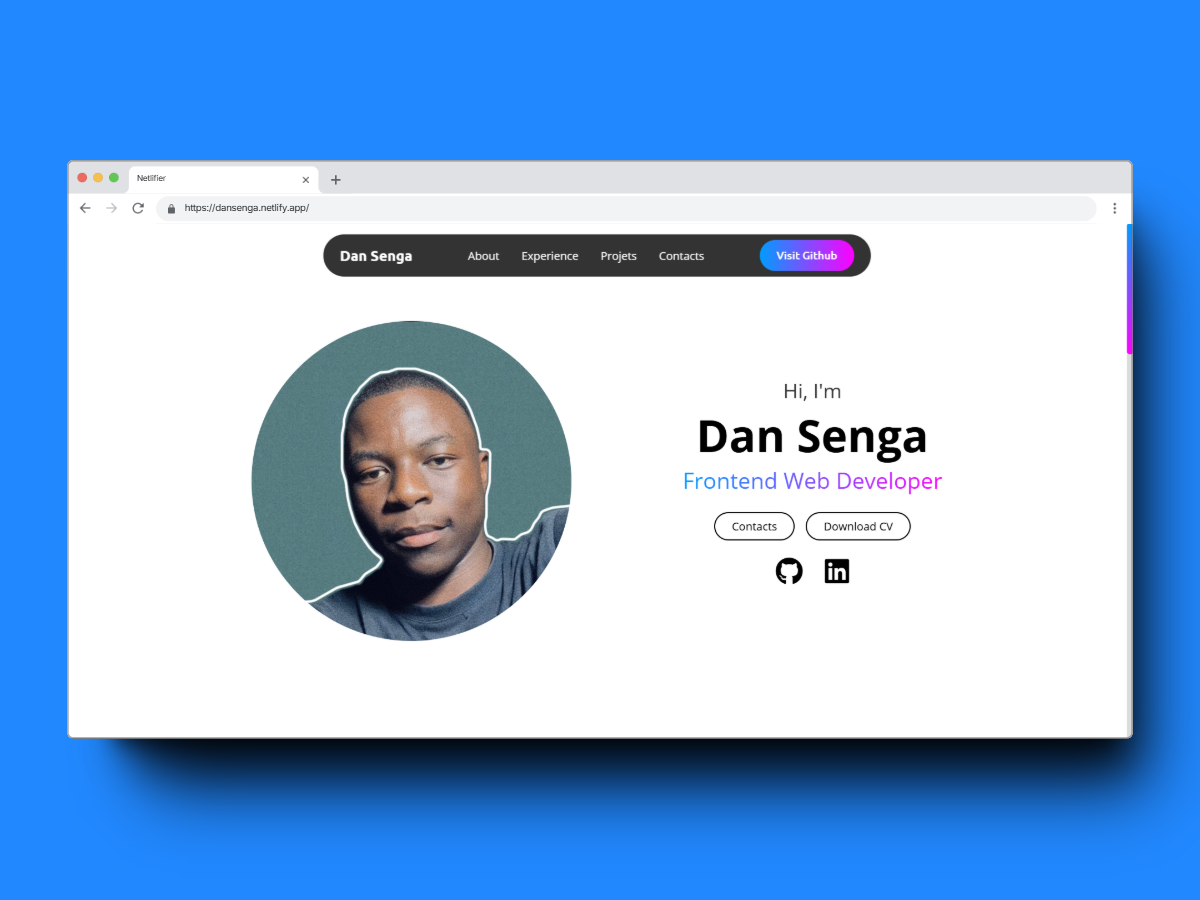 Netlifier
https://dansenga.netlify.app/
Dan Senga About Experience Projets Contacts Visit Github
Hi, I'm
Dan Senga
Frontend Web Developer
Contacts Download CV
in